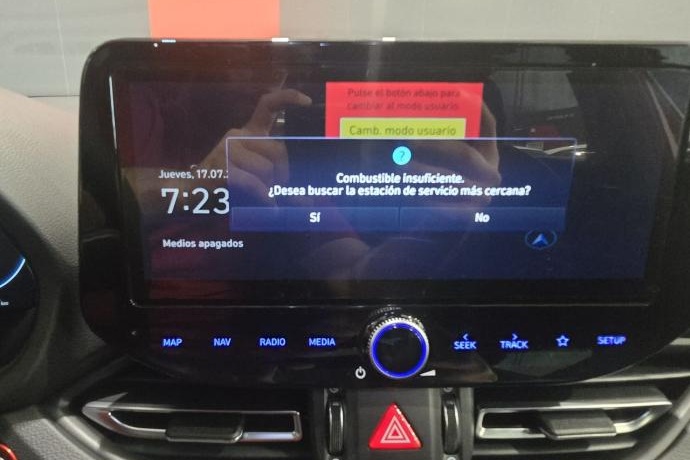 Pulse el botón abajo para
cambiar al modo usuario
Camb. modo usuario
?
Combustible insuficiente.
¿Desea buscar la estación de servicio más cercana?
Sí No
Jueves, 17.07.
7:23
Medios apagados
MAP NAV RADIO MEDIA SEEK TRACK SETUP